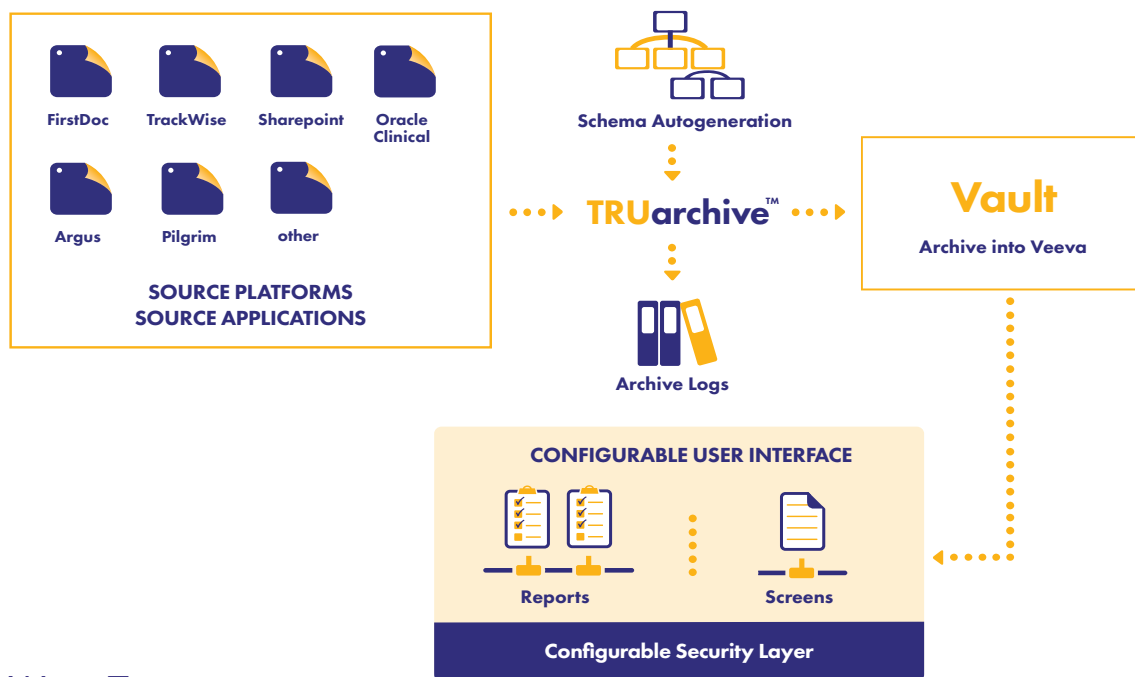 FirstDoc
TrackWise
Sharepoint
Oracle
Clinical
Argus
Pilgrim
other
SOURCE PLATFORMS
SOURCE APPLICATIONS
Schema Autogeneration
TRUarchive™
Vault
Archive into Veeva
Archive Logs
CONFIGURABLE USER INTERFACE
Reports
Screens
Configurable Security Layer